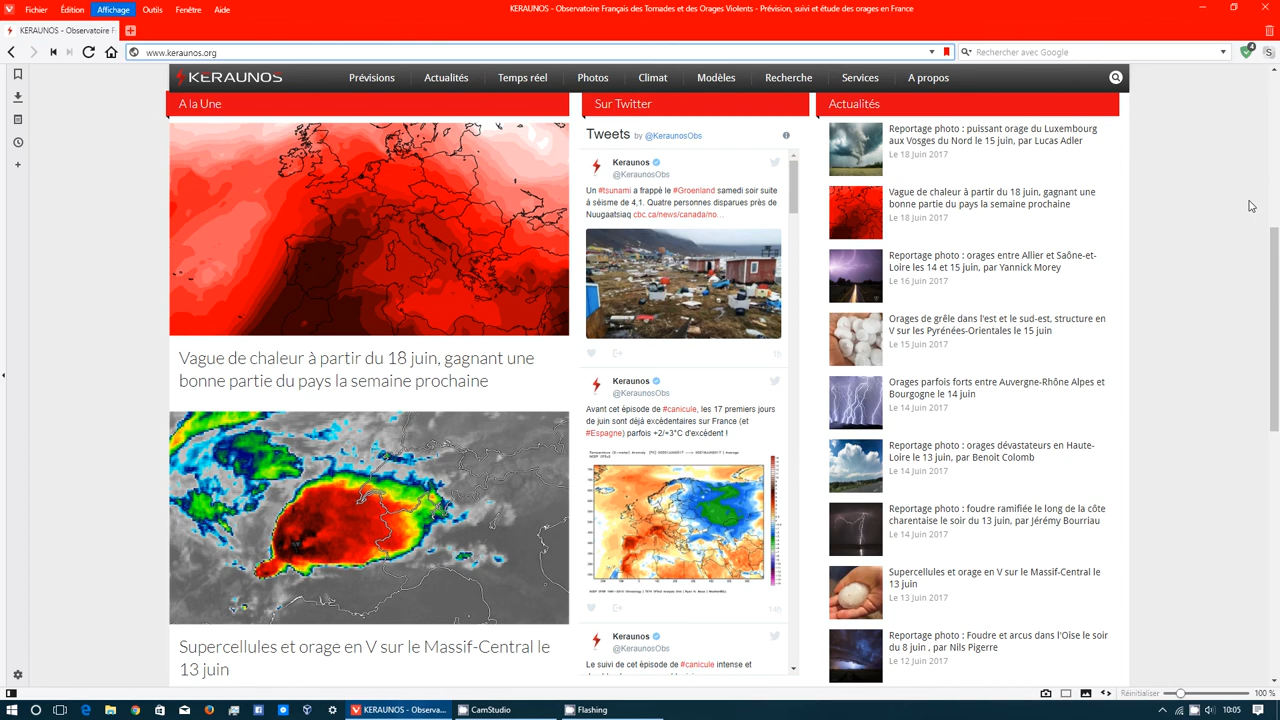 Fichier Édition Affichage Outils Fenêtre Aide
KERAUNOS - Observatoire Français des Tornades et des Orages Violents - Prévision, suivi et étude des orages en France
KERAUNOS - Observatoire F
www.keraunos.org
Rechercher avec Google
4
S
KERAUNOS
Prévisions Actualités Temps réel Photos Climat Modèles Recherche Services A propos
A la Une
Vague de chaleur à partir du 18 juin, gagnant une
bonne partie du pays la semaine prochaine
Supercellules et orage en V sur le Massif-Central le
13 juin
Sur Twitter
Tweets by @KeraunosObs
Keraunos
@KeraunosObs
Un #tsunami a frappé le #Groenland samedi soir suite
à séisme de 4,1. Quatre personnes disparues près de
Nuugaatsiaq cbc.ca/news/canada/no…
Keraunos
@KeraunosObs
Avant cet épisode de #canicule, les 17 premiers jours
de juin sont déjà excédentaires sur France (et
#Espagne) parfois +2/+3°C d'excédent !
14h
Keraunos
@KeraunosObs
Le suivi de cet épisode de #canicule intense et
Actualités
Reportage photo : puissant orage du Luxembourg
aux Vosges du Nord le 15 juin, par Lucas Adler
Le 18 Juin 2017
Vague de chaleur à partir du 18 juin, gagnant une
bonne partie du pays la semaine prochaine
Le 18 Juin 2017
Reportage photo : orages entre Allier et Saône-et-
Loire les 14 et 15 juin, par Yannick Morey
Le 16 Juin 2017
Orages de grêle dans l'est et le sud-est, structure en
V sur les Pyrénées-Orientales le 15 juin
Le 15 Juin 2017
Orages parfois forts entre Auvergne-Rhône Alpes et
Bourgogne le 14 juin
Le 14 Juin 2017
Reportage photo : orages dévastateurs en Haute-
Loire le 13 juin, par Benoit Colomb
Le 14 Juin 2017
Reportage photo : foudre ramifiée le long de la côte
charentaise le soir du 13 juin, par Jérémy Bourriau
Le 14 Juin 2017
Supercellules et orage en V sur le Massif-Central le
13 juin
Le 13 Juin 2017
Reportage photo : Foudre et arcus dans l'Oise le soir
du 8 juin , par Nils Pigerre
Le 12 Juin 2017
Réinitialiser 100 %
KERAUNOS - Observa... CamStudio Flashing
10:05